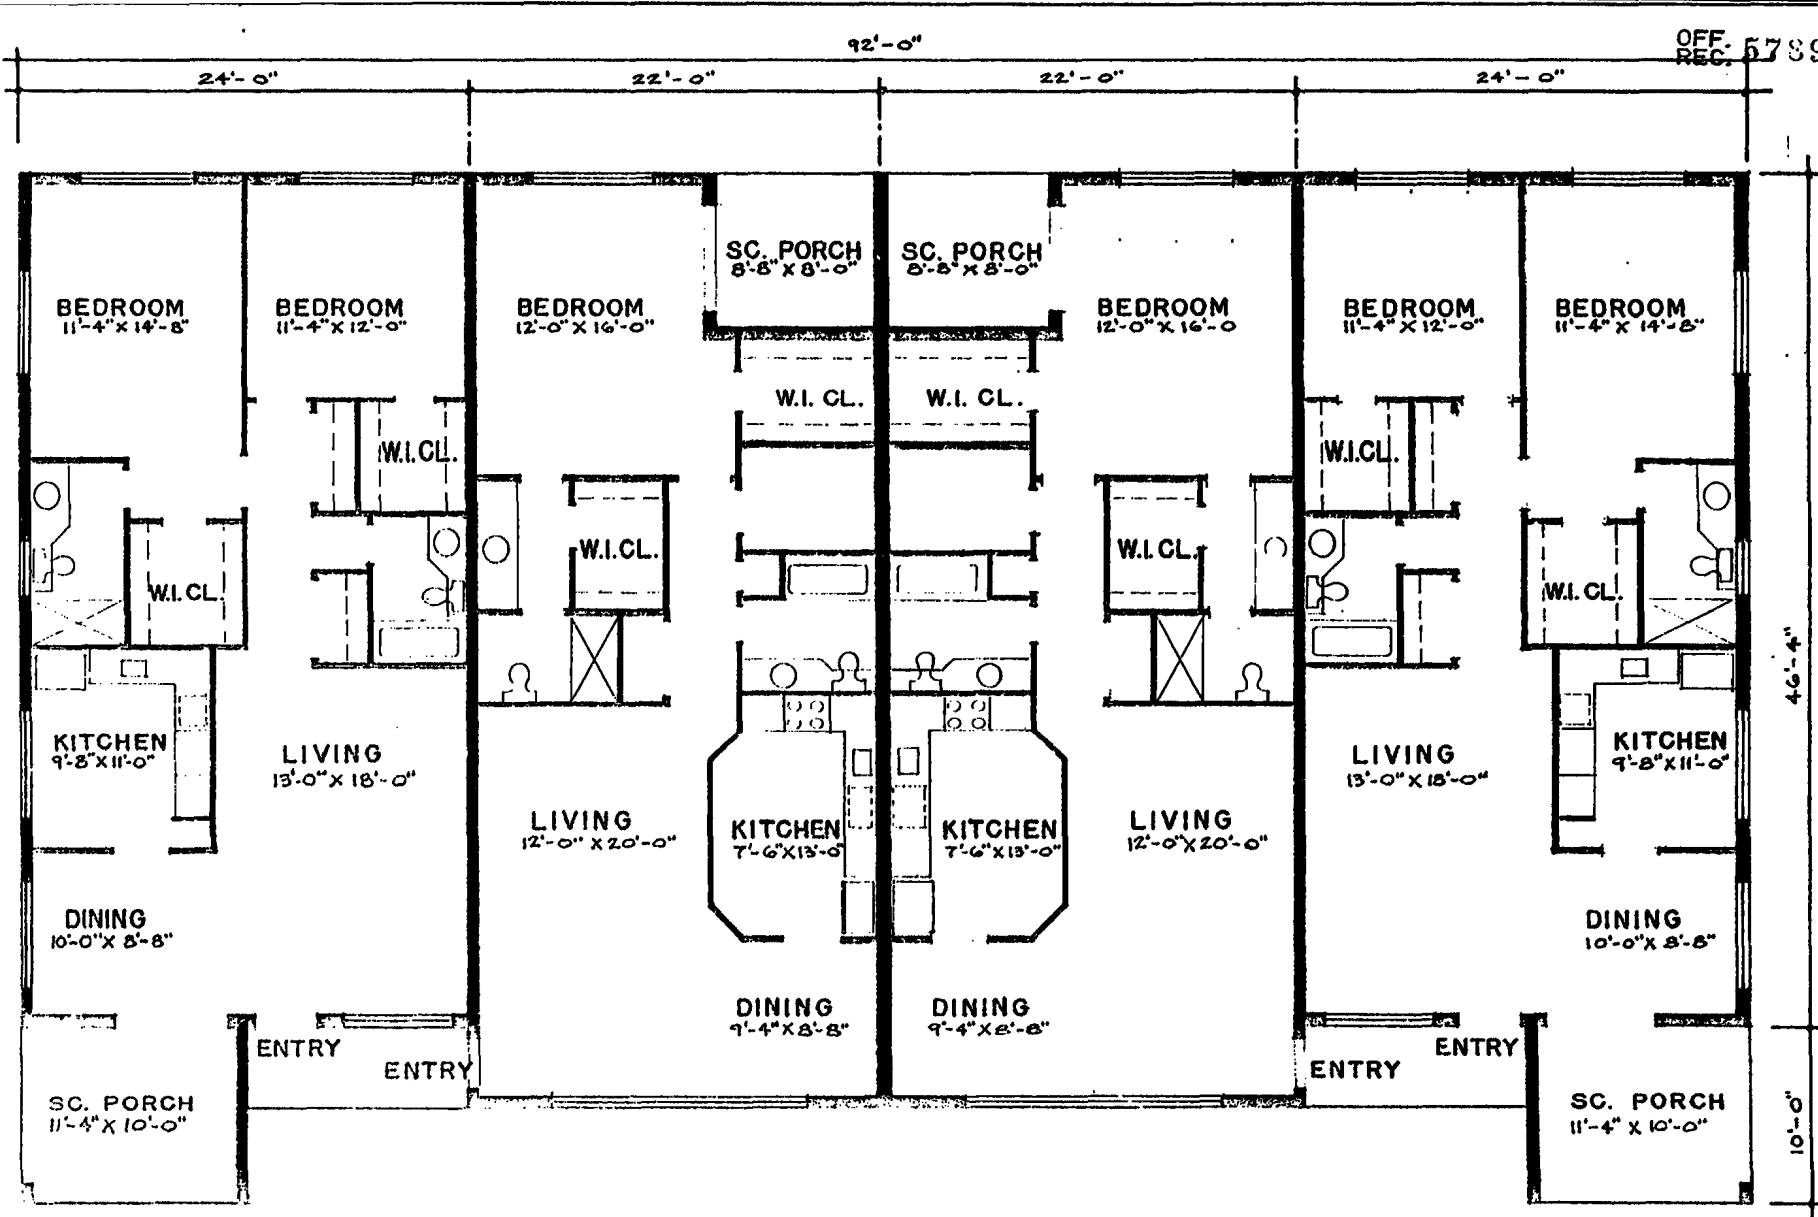 OFF.
REC. 5789
92'-0"
24'-0" 22'-0" 22'-0" 24'-0"
SC. PORCH
8'-8" X 8'-0"
SC. PORCH
8'-8" X 8'-0"
BEDROOM
11'-4" X 14'-8"
BEDROOM
11'-4" X 12'-0"
BEDROOM
12'-0" X 16'-0"
BEDROOM
12'-0" X 16'-0
BEDROOM
11'-4" X 12'-0"
BEDROOM
11'-4" X 14'-8"
W.I. CL.
W.I. CL.
W.I.CL.
W.I.CL.
W.I.CL.
W.I.CL.
W.I.CL.
W.I.CL.
46'-4"
KITCHEN
9'-8" X 11'-0"
LIVING
13'-0" X 18'-0"
LIVING
13'-0" X 18'-0"
KITCHEN
9'-8" X 11'-0"
LIVING
12'-0" X 20'-0"
KITCHEN
7'-6" X 13'-0"
KITCHEN
7'-6" X 13'-0"
LIVING
12'-0" X 20'-0"
DINING
10'-0" X 8'-8"
DINING
10'-0" X 8'-8"
DINING
9'-4" X 8'-8"
DINING
9'-4" X 8'-8"
ENTRY
ENTRY
ENTRY
ENTRY
SC. PORCH
11'-4" X 10'-0"
SC. PORCH
11'-4" X 10'-0"
10'-0"